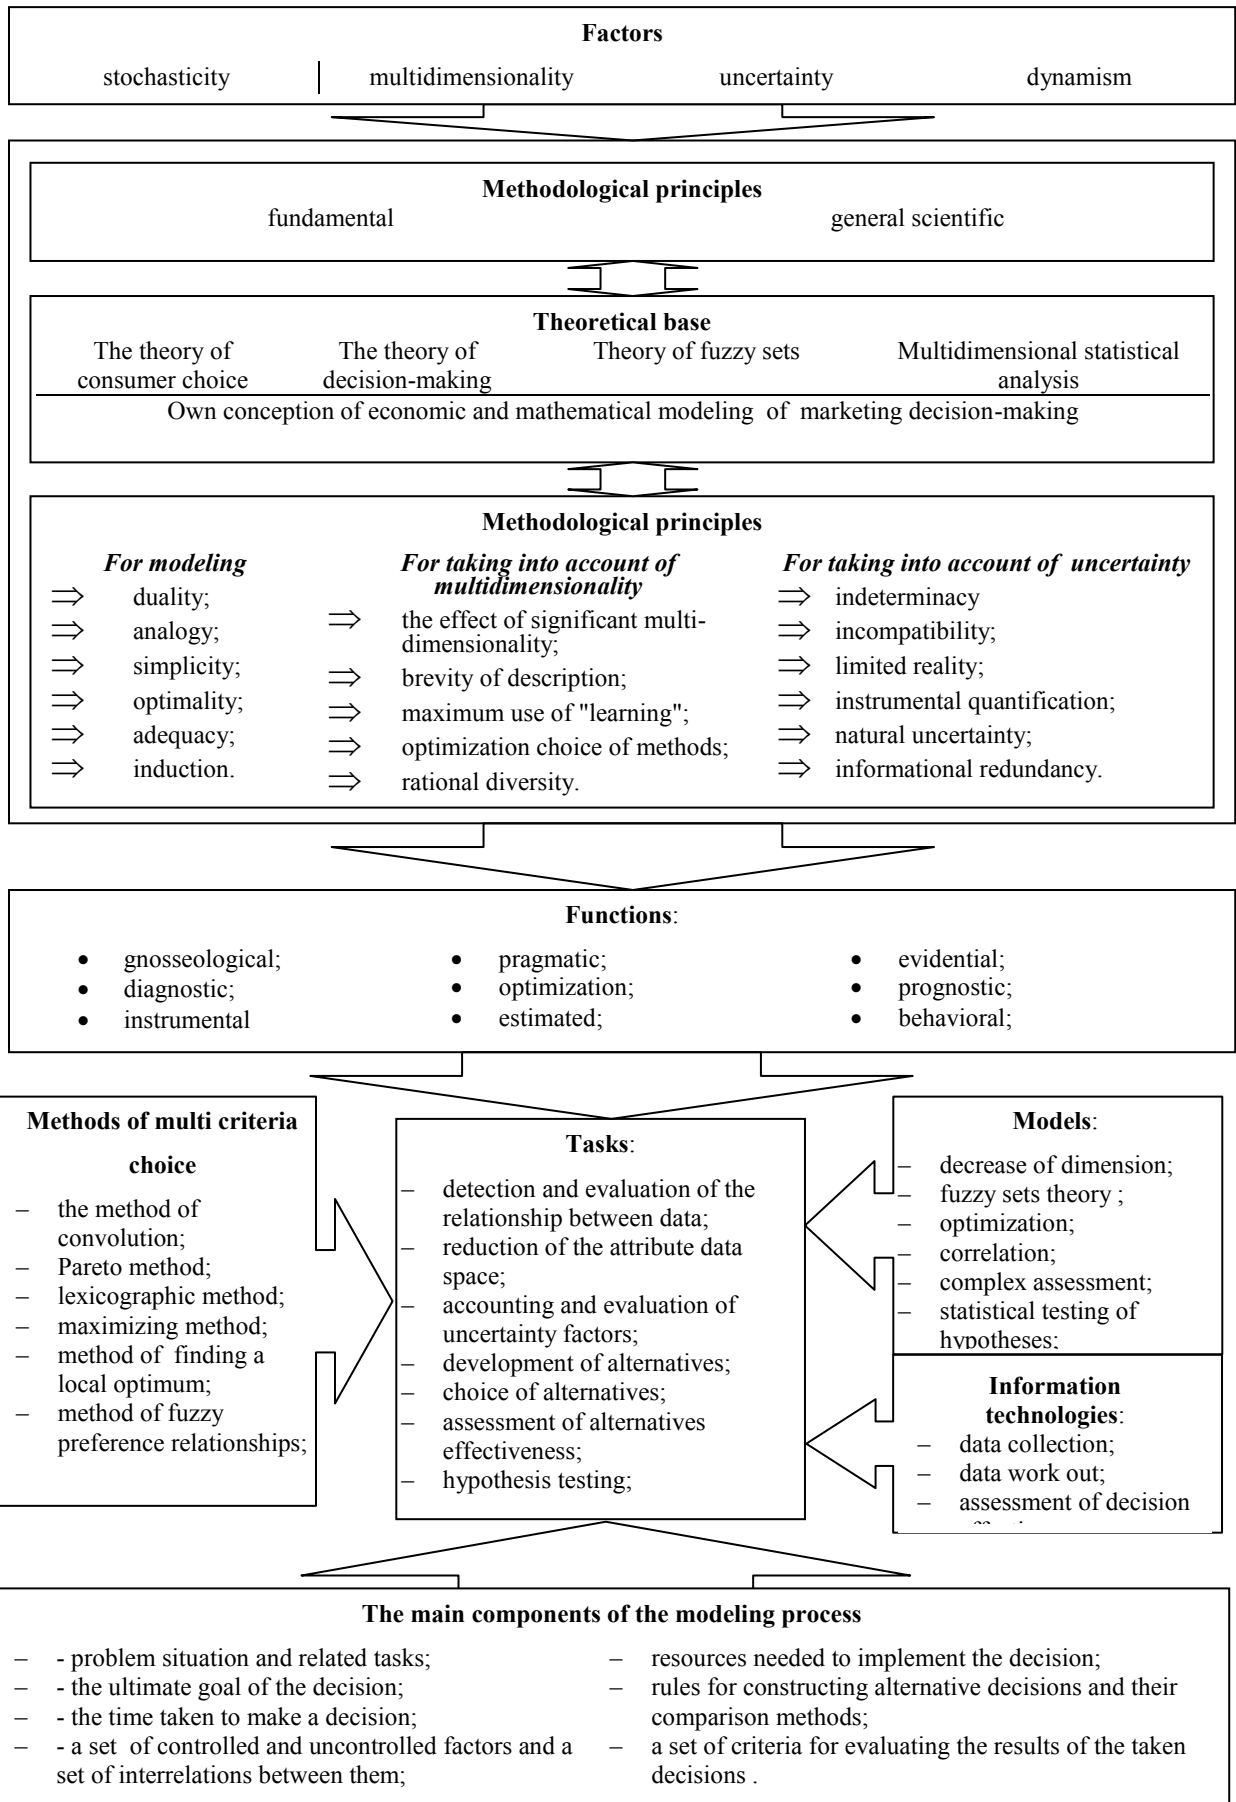 Factors
stochasticity multidimensionality uncertainty dynamism
Methodological principles
fundamental general scientific
Theoretical base
The theory of
consumer choice
The theory of
decision-making
Theory of fuzzy sets
Multidimensional statistical
analysis
Own conception of economic and mathematical modeling of marketing decision-making
Methodological principles
For modeling
⇒ duality;
⇒ analogy;
⇒ simplicity;
⇒ optimality;
⇒ adequacy;
⇒ induction.
For taking into account of
multidimensionality
⇒ the effect of significant multi-
dimensionality;
⇒ brevity of description;
⇒ maximum use of "learning";
⇒ optimization choice of methods;
⇒ rational diversity.
For taking into account of uncertainty
⇒ indeterminacy
⇒ incompatibility;
⇒ limited reality;
⇒ instrumental quantification;
⇒ natural uncertainty;
⇒ informational redundancy.
Functions:
• gnosseological;
• diagnostic;
• instrumental
• pragmatic;
• optimization;
• estimated;
• evidential;
• prognostic;
• behavioral;
Methods of multi criteria
choice
– the method of
convolution;
– Pareto method;
– lexicographic method;
– maximizing method;
– method of finding a
local optimum;
– method of fuzzy
preference relationships;
Tasks:
– detection and evaluation of the
relationship between data;
– reduction of the attribute data
space;
– accounting and evaluation of
uncertainty factors;
– development of alternatives;
– choice of alternatives;
– assessment of alternatives
effectiveness;
– hypothesis testing;
Models:
– decrease of dimension;
– fuzzy sets theory ;
– optimization;
– correlation;
– complex assessment;
– statistical testing of
hypotheses;
Information
technologies:
– data collection;
– data work out;
– assessment of decision
The main components of the modeling process
– - problem situation and related tasks;
– - the ultimate goal of the decision;
– - the time taken to make a decision;
– - a set of controlled and uncontrolled factors and a
set of interrelations between them;
– resources needed to implement the decision;
– rules for constructing alternative decisions and their
comparison methods;
– a set of criteria for evaluating the results of the taken
decisions .